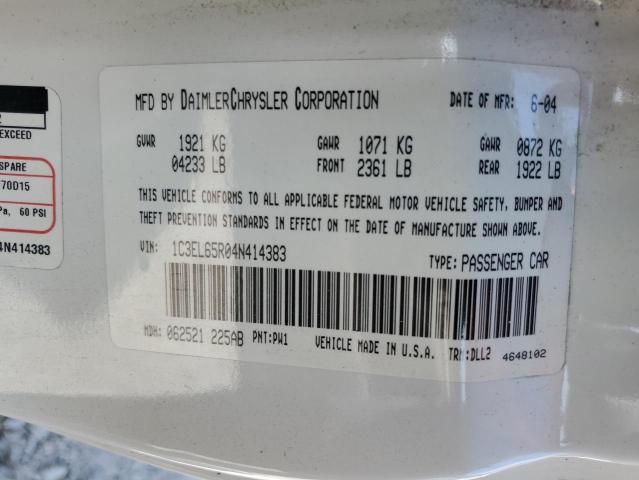 MFD BY DAIMLERCHRYSLER CORPORATION DATE OF MFR: 6-04
GVWR 1921 KG GAWR 1071 KG GAWR 0872 KG
04233 LB FRONT 2361 LB REAR 1922 LB
THIS VEHICLE CONFORMS TO ALL APPLICABLE FEDERAL MOTOR VEHICLE SAFETY, BUMPER AND
THEFT PREVENTION STANDARDS IN EFFECT ON THE DATE OF MANUFACTURE SHOWN ABOVE.
VIN: 1C3EL65R04N414383 TYPE: PASSENGER CAR
MDH: 062521 225AB PNT:PW1 VEHICLE MADE IN U.S.A. TRM:DLL2 4648102
EXCEED
SPARE
70D15
60 PSI
4N414383